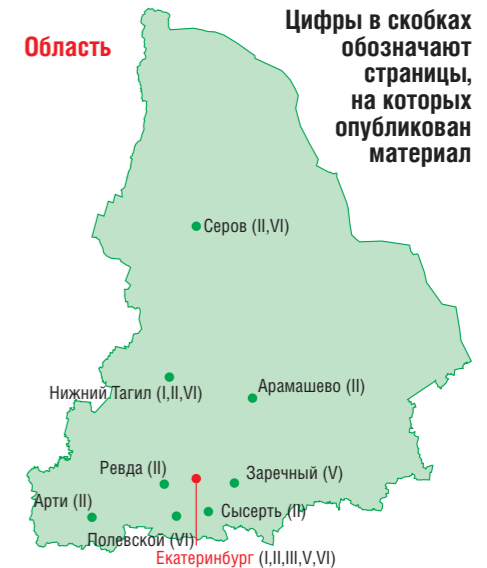 Область
Цифры в скобках
обозначают
страницы,
на которых
опубликован
материал
Серов (II,VI)
Нижний Тагил (I,II,VI)
Арамашево (II)
Ревда (II)
Заречный (V)
Арти (II)
Сысерть (II)
Полевской (VI)
Екатеринбург (I,II,III,V,VI)